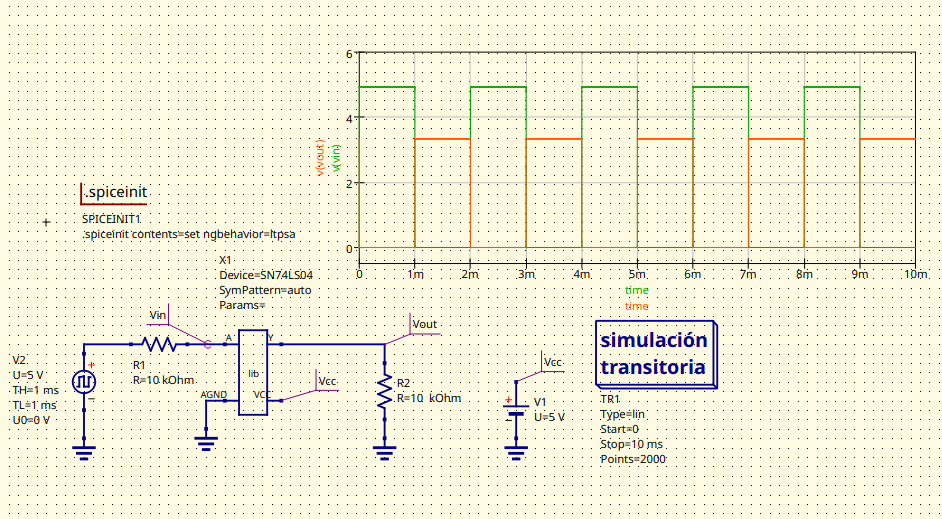 6
4
2
0
v(vout)
v(vin)
0
1m
2m
3m
4m
5m
6m
7m
8m
9m
10m
time
time
.spiceinit
SPICEINIT1
.spiceinit contents=set ngbehavior=ltpsa
X1
Device=SN74LS04
SymPattern=auto
Params=
Vin
A
Y
lib
AGND
VCC
Vcc
Vout
V2
U=5 V
TH=1 ms
TL=1 ms
U0=0 V
R1
R=10 kOhm
R2
R=10 kOhm
Vcc
V1
U=5 V
simulación
transitoria
TR1
Type=lin
Start=0
Stop=10 ms
Points=2000